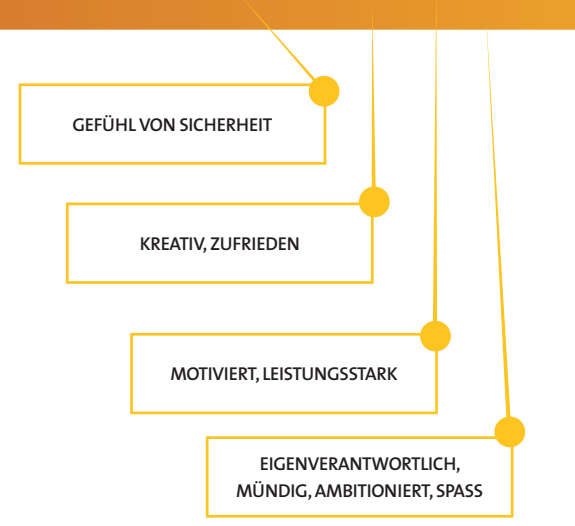 GEFÜHL VON SICHERHEIT
KREATIV, ZUFRIEDEN
MOTIVIERT, LEISTUNGSSTARK
EIGENVERANTWORTLICH,
MÜNDIG, AMBITIONIERT, SPASS